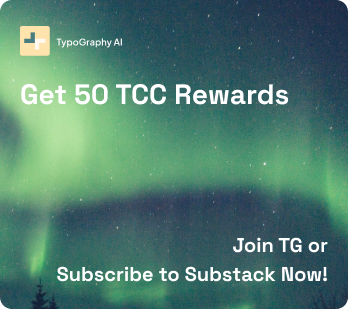 TypoGraphy AI
Get 50 TCC Rewards
Join TG or
Subscribe to Substack Now!